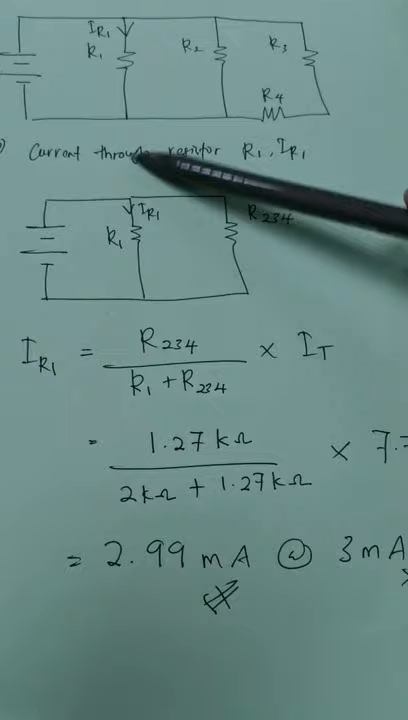 IR1
R1 R2 R3
R4
Current through resistor R1, IR1
IR1
R1 R234
IR1 = R234 / R1 + R234 × IT
= 1.27kΩ / 2kΩ + 1.27kΩ × 7.
= 2.99 mA @ 3mA